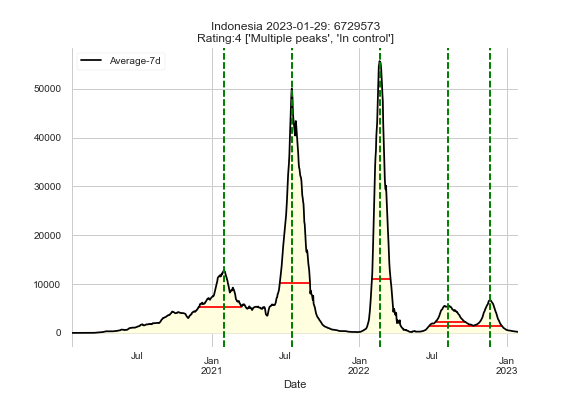 Indonesia 2023-01-29: 6729573
Rating:4 ['Multiple peaks', 'In control']
Average-7d
50000
40000
30000
20000
10000
0
Jul
Jan
2021
Jul
Jan
2022
Jul
Jan
2023
Date